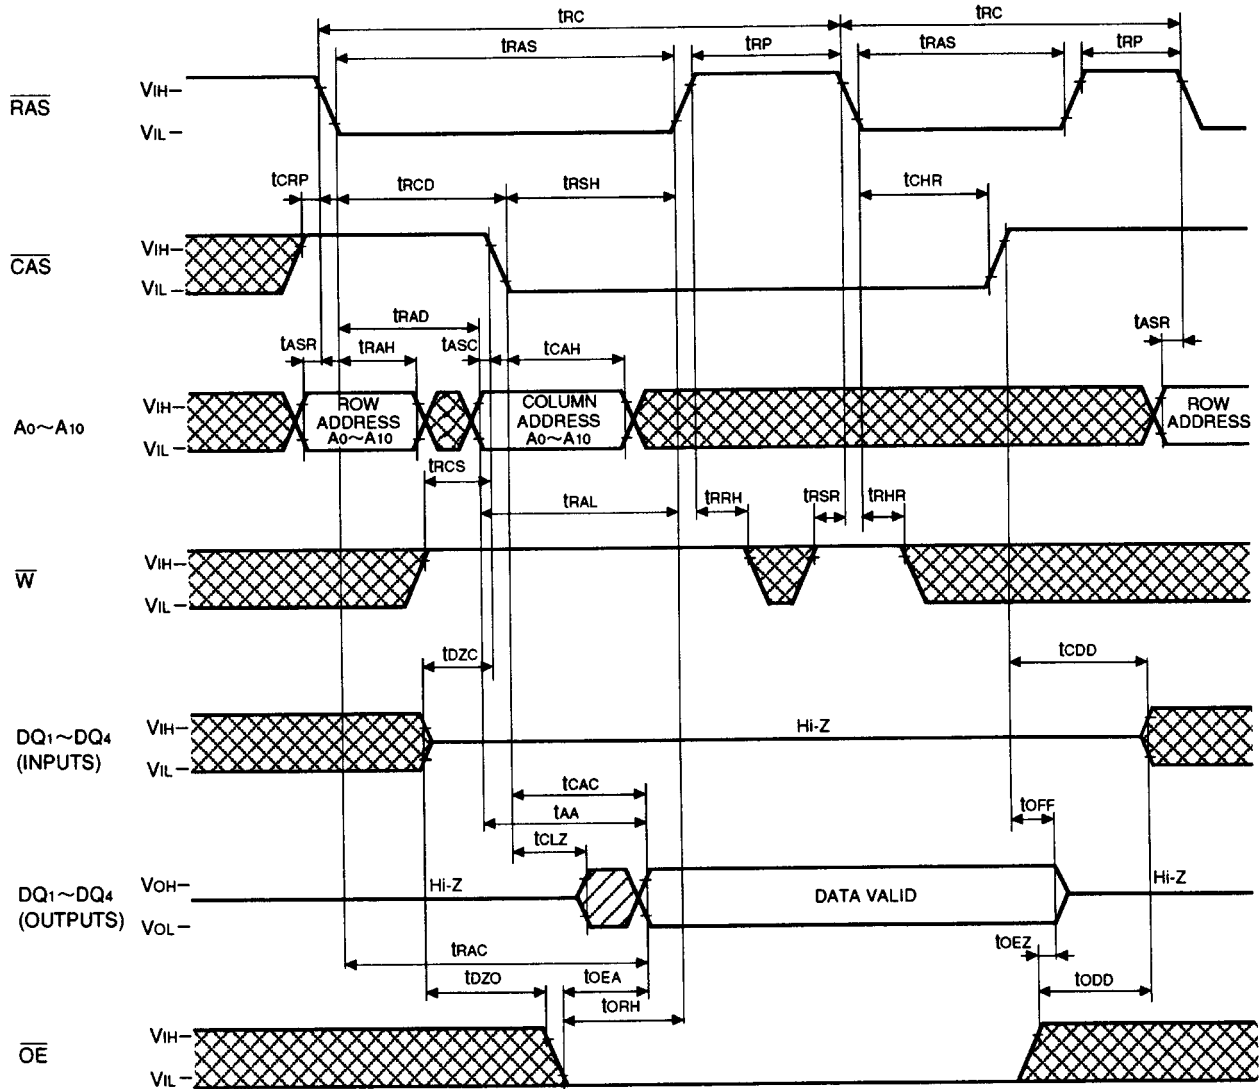 tRC tRC
tRAS tRP tRAS tRP
RAS VIH
VIL
tCRP tRCD tRSH tCHR
CAS VIH
VIL
tRAD
tASR tRAH tASC tCAH tASR
A0~A10 VIH
VIL
ROW
ADDRESS
A0~A10
COLUMN
ADDRESS
A0~A10
ROW
ADDRESS
tRCS
tRAL tRRH tRSR tRHR
W VIH
VIL
tDZC tCDD
DQ1~DQ4
(INPUTS)
VIH
VIL
Hi-Z
tCAC
tAA
tCLZ
tOFF
DQ1~DQ4
(OUTPUTS)
VOH
VOL
Hi-Z DATA VALID Hi-Z
tRAC tOEZ
tDZO tOEA tODD
tORH
OE VIH
VIL